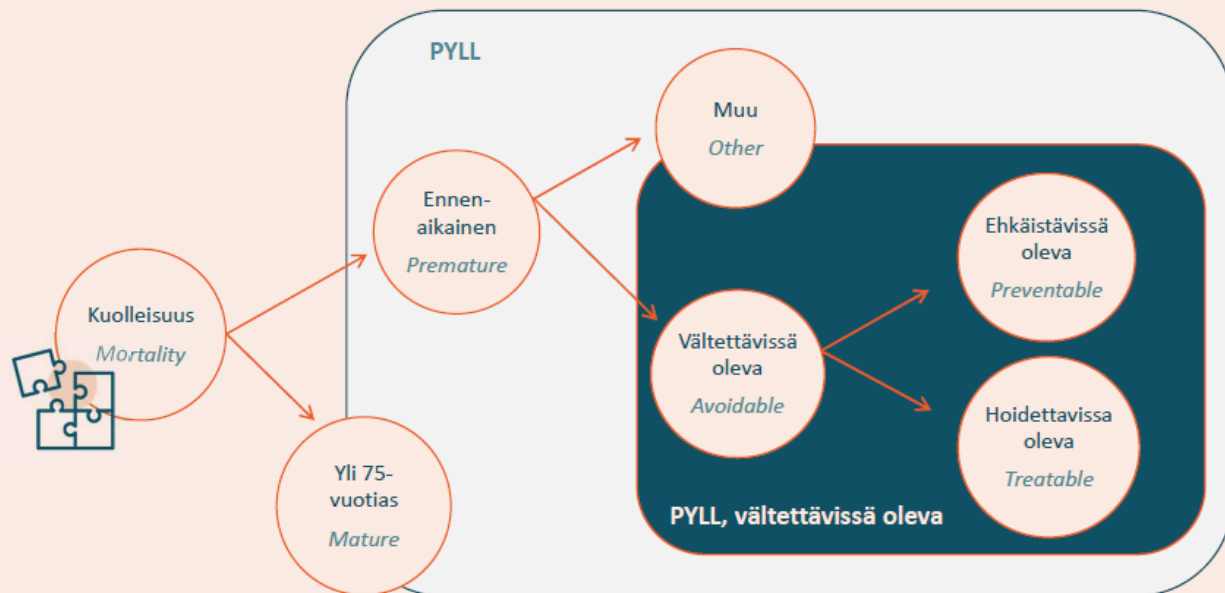 PYLL
Muu
Other
Ennen-
aikainen
Premature
Ehkäistävissä
oleva
Preventable
Kuolleisuus
Mortality
Vältettävissä
oleva
Avoidable
Hoidettavissa
oleva
Treatable
Yli 75-
vuotias
Mature
PYLL, vältettävissä oleva